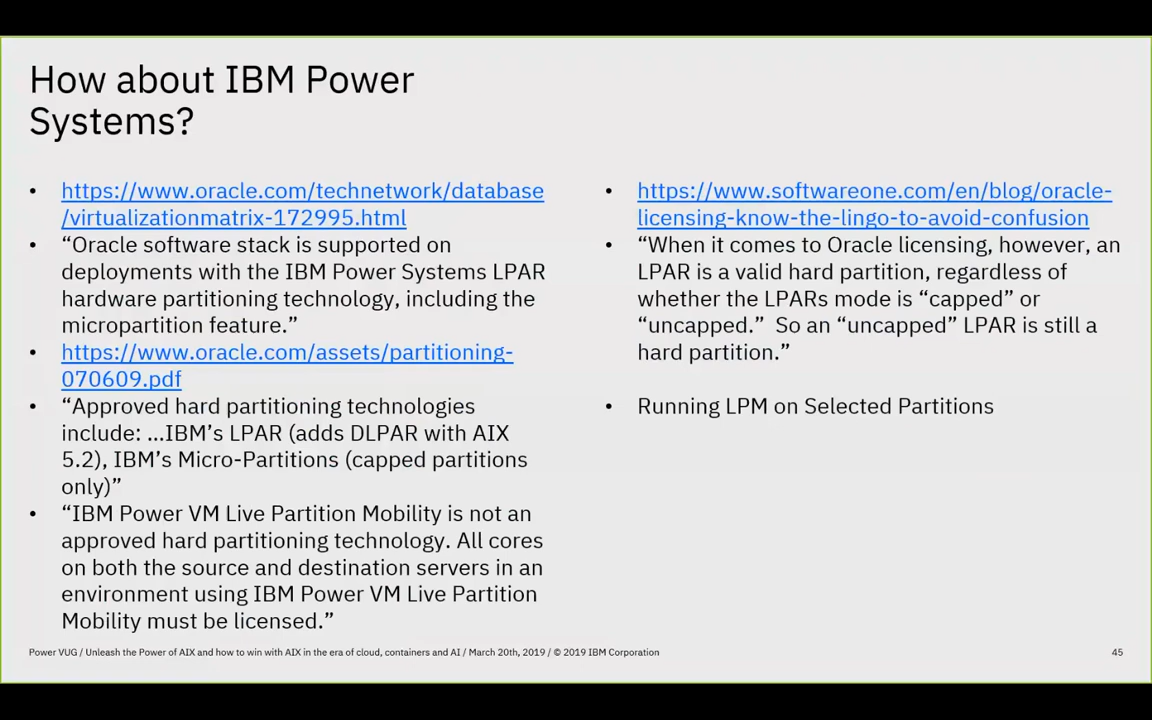 How about IBM Power
Systems?
• https://www.oracle.com/technetwork/database
/virtualizationmatrix-172995.html
• “Oracle software stack is supported on
deployments with the IBM Power Systems LPAR
hardware partitioning technology, including the
micropartition feature.”
• https://www.oracle.com/assets/partitioning-
070609.pdf
• “Approved hard partitioning technologies
include: …IBM’s LPAR (adds DLPAR with AIX
5.2), IBM’s Micro-Partitions (capped partitions
only)”
• “IBM Power VM Live Partition Mobility is not an
approved hard partitioning technology. All cores
on both the source and destination servers in an
environment using IBM Power VM Live Partition
Mobility must be licensed.”
• https://www.softwareone.com/en/blog/oracle-
licensing-know-the-lingo-to-avoid-confusion
• “When it comes to Oracle licensing, however, an
LPAR is a valid hard partition, regardless of
whether the LPARs mode is “capped” or
“uncapped.”  So an “uncapped” LPAR is still a
hard partition.”
• Running LPM on Selected Partitions
Power VUG / Unleash the Power of AIX and how to win with AIX in the era of cloud, containers and AI / March 20th, 2019 / © 2019 IBM Corporation
45